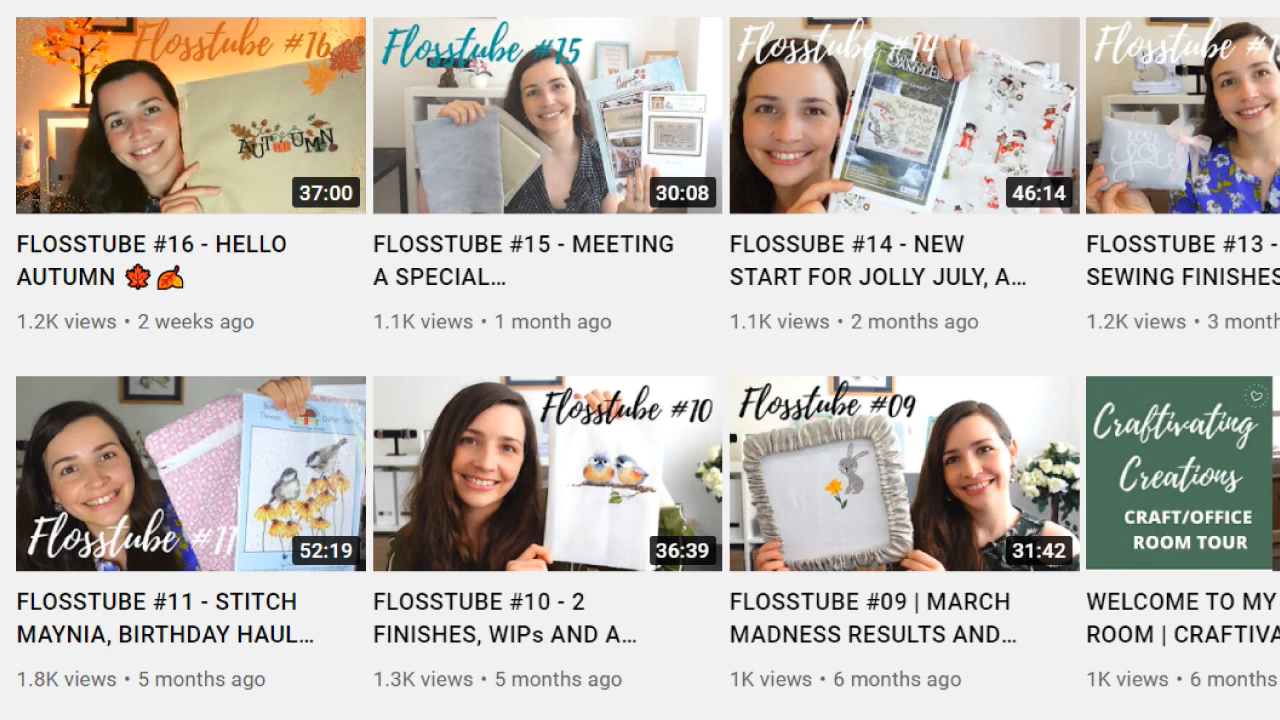 Flosstube #16
AUTUMN
37:00
FLOSSTUBE #16 - HELLO
AUTUMN 🍁🍂
1.2K views • 2 weeks ago
Flosstube #15
30:08
FLOSSTUBE #15 - MEETING
A SPECIAL…
1.1K views • 1 month ago
Flosstube #14
46:14
FLOSSUBE #14 - NEW
START FOR JOLLY JULY, A…
1.1K views • 2 months ago
Flosstube #1
LOVE
you
FLOSSTUBE #13 -
SEWING FINISHES
1.2K views • 3 month
Flosstube #11
52:19
FLOSSTUBE #11 - STITCH
MAYNIA, BIRTHDAY HAUL…
1.8K views • 5 months ago
Flosstube #10
36:39
FLOSSTUBE #10 - 2
FINISHES, WIPs AND A…
1.3K views • 5 months ago
Flosstube #09
31:42
FLOSSTUBE #09 | MARCH
MADNESS RESULTS AND…
1K views • 6 months ago
Craftivating
Creations
CRAFT/OFFICE
ROOM TOUR
WELCOME TO MY
ROOM | CRAFTIVA
1K views • 6 months